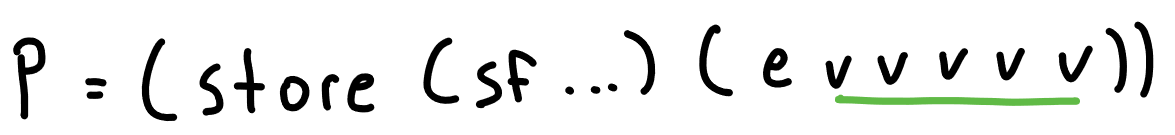 P = (store (sf ...) (e v v v v v))